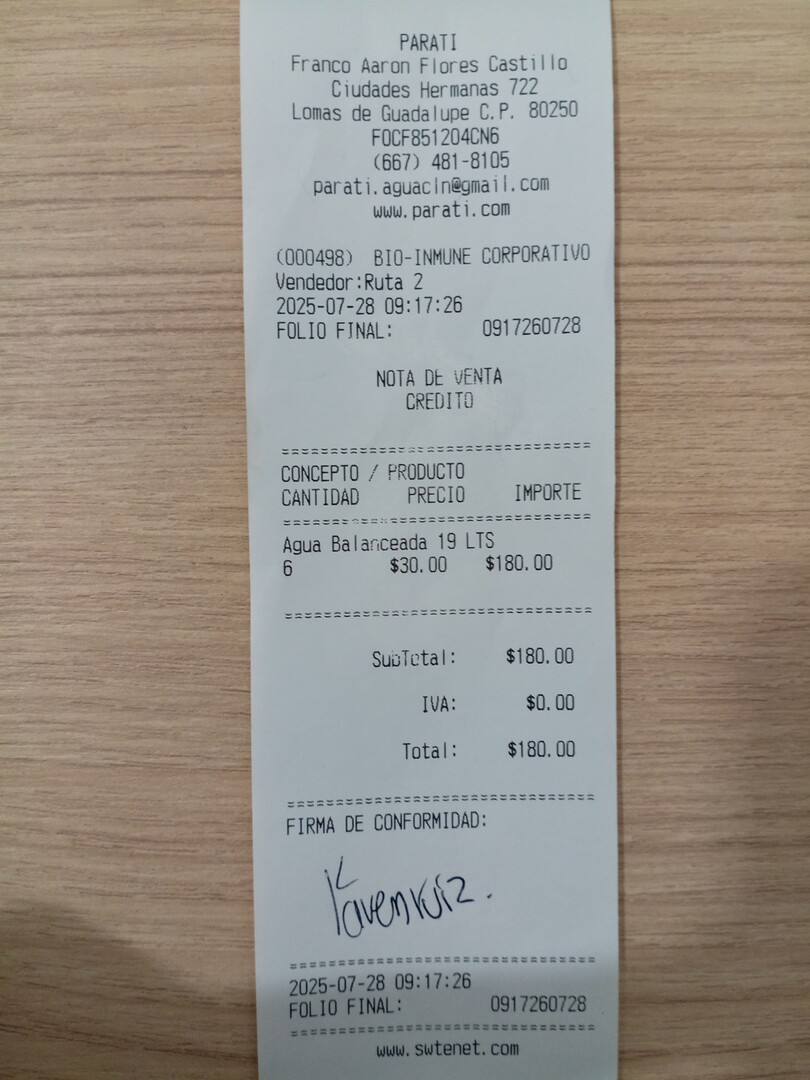 PARATI
Franco Aaron Flores Castillo
Ciudades Hermanas 722
Lomas de Guadalupe C.P. 80250
FOCF851204CN6
(667) 481-8105
parati.aguacln@gmail.com
www.parati.com
(000498) BIO-INMUNE CORPORATIVO
Vendedor:Ruta 2
2025-07-28 09:17:26
FOLIO FINAL: 0917260728
NOTA DE VENTA
CREDITO
================================
CONCEPTO / PRODUCTO
CANTIDAD PRECIO IMPORTE
================================
Agua Balanceada 19 LTS
6 $30.00 $180.00
================================
SubTotal: $180.00
IVA: $0.00
Total: $180.00
================================
FIRMA DE CONFORMIDAD:
Karen ruiz.
================================
2025-07-28 09:17:26
FOLIO FINAL: 0917260728
================================
www.swtenet.com